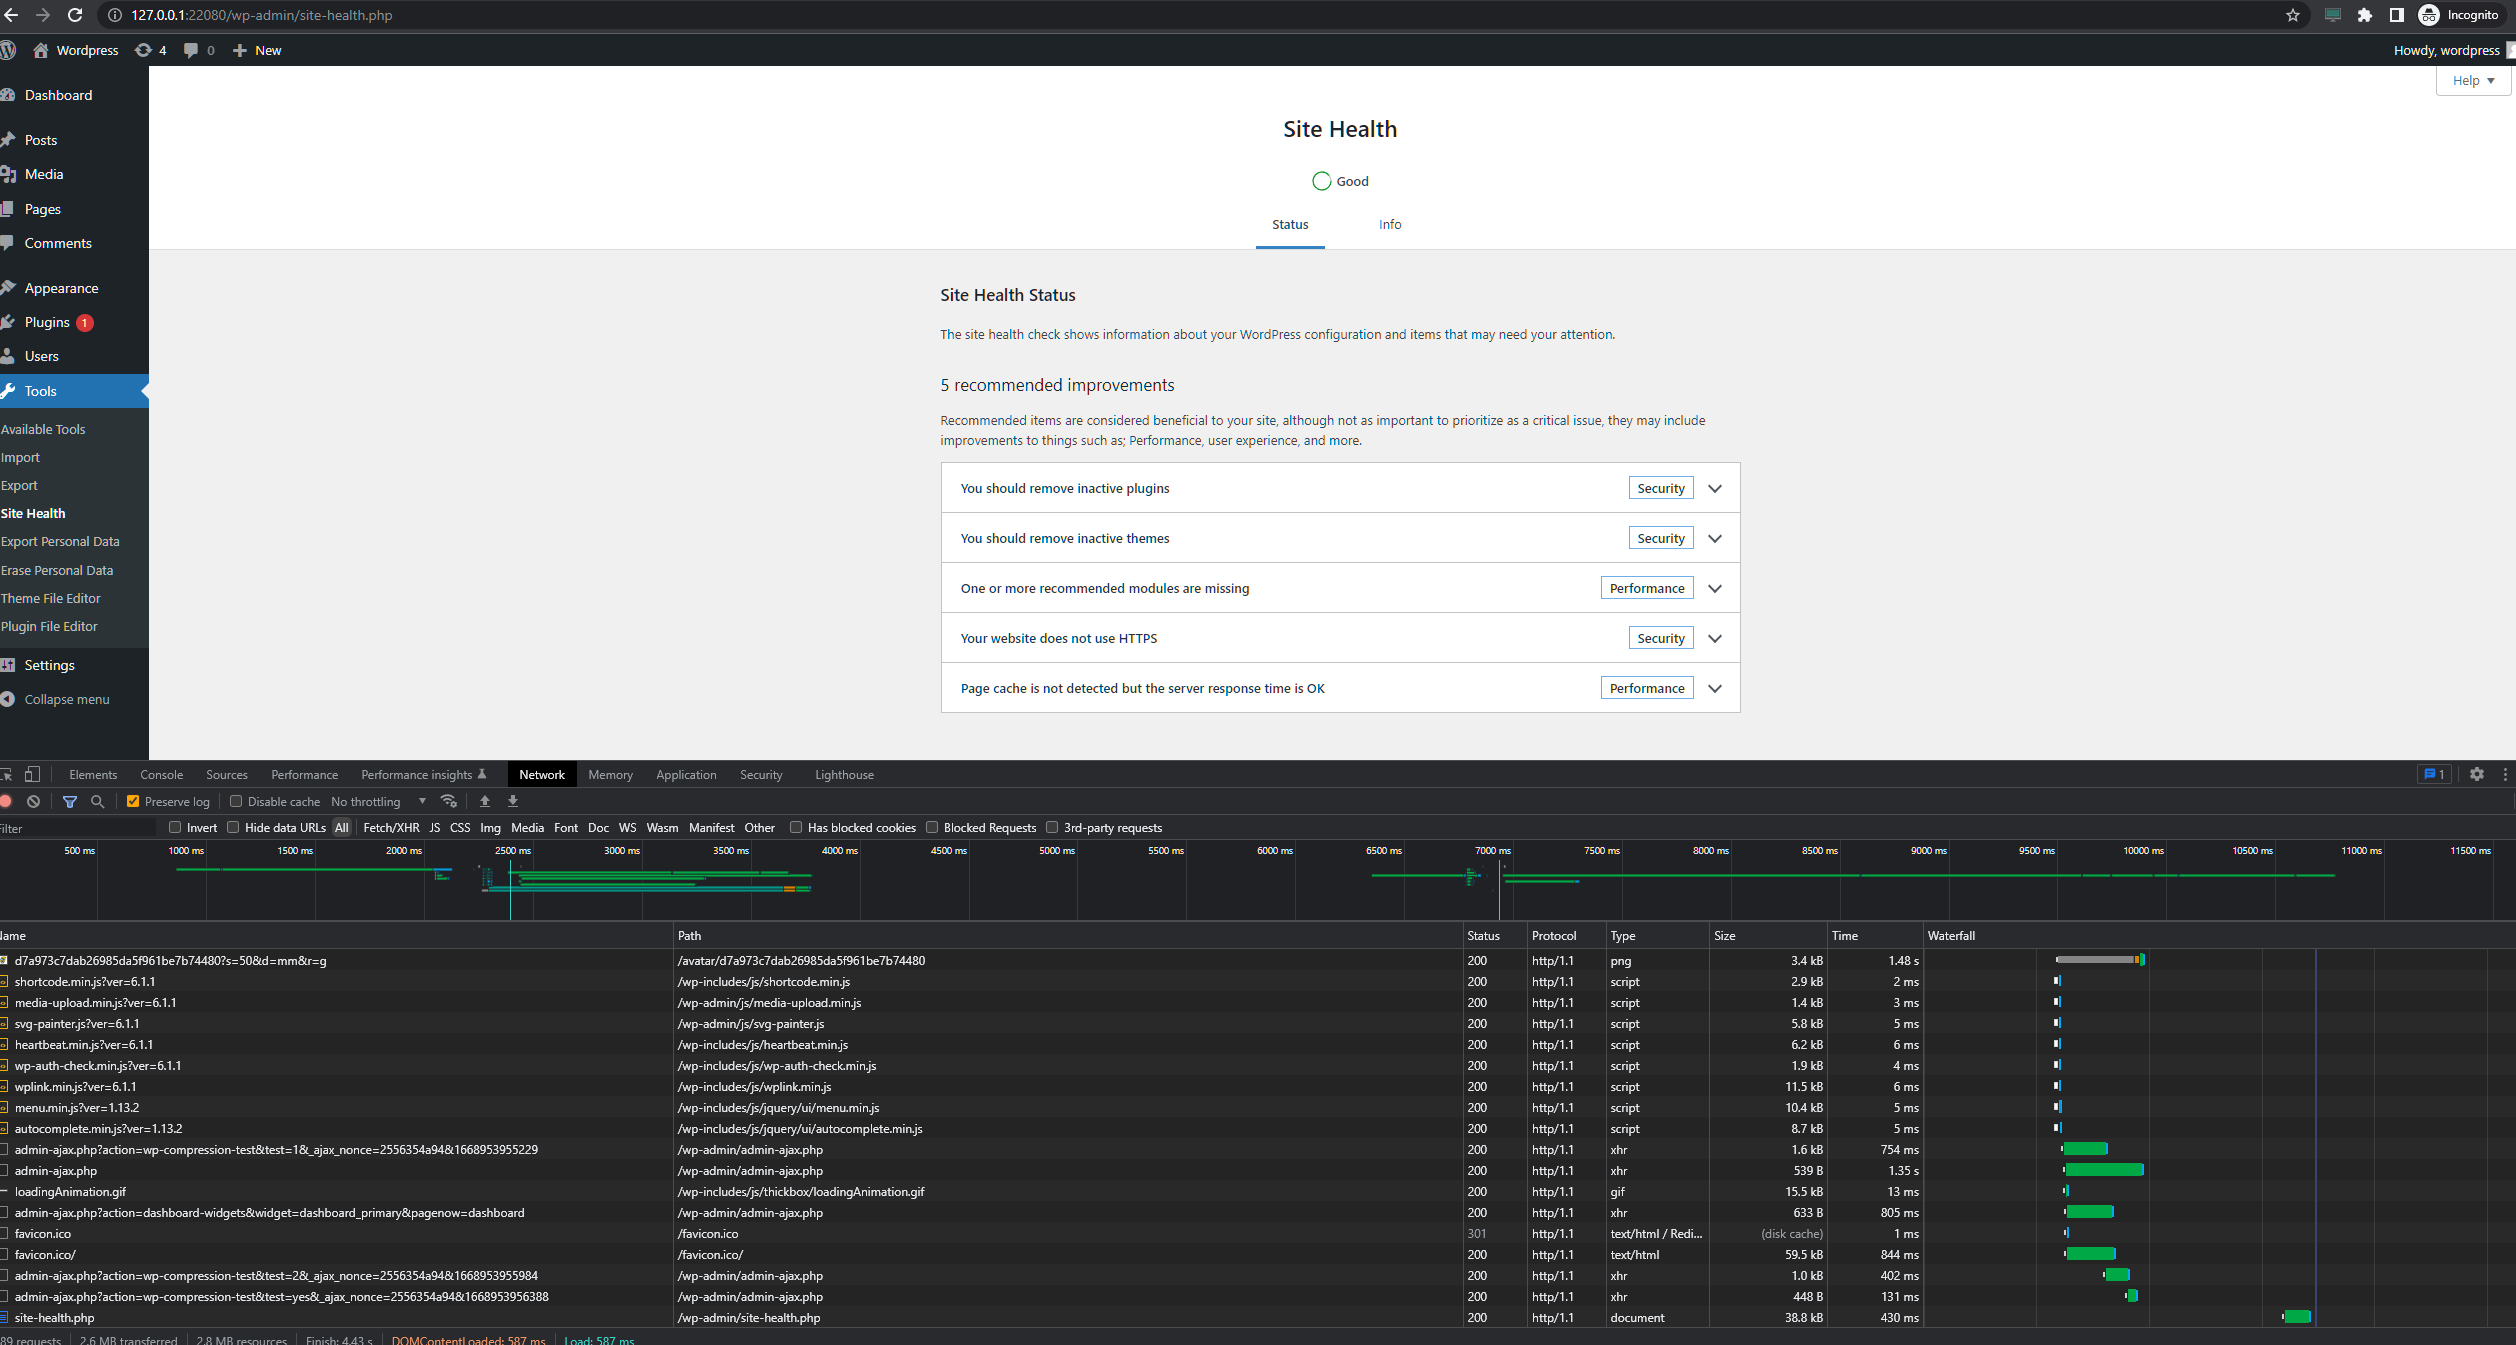 127.0.0.1:22080/wp-admin/site-health.php
Incognito
Wordpress 4 0 New
Howdy, wordpress
Help
Dashboard
Posts
Media
Pages
Comments
Appearance
Plugins 1
Users
Tools
Available Tools
Import
Export
Site Health
Export Personal Data
Erase Personal Data
Theme File Editor
Plugin File Editor
Settings
Collapse menu
Site Health
Good
Status Info
Site Health Status
The site health check shows information about your WordPress configuration and items that may need your attention.
5 recommended improvements
Recommended items are considered beneficial to your site, although not as important to prioritize as a critical issue, they may include
improvements to things such as; Performance, user experience, and more.
You should remove inactive plugins Security
You should remove inactive themes Security
One or more recommended modules are missing Performance
Your website does not use HTTPS Security
Page cache is not detected but the server response time is OK Performance
Elements Console Sources Performance Performance insights Network Memory Application Security Lighthouse 1
Preserve log Disable cache No throttling
ilter Invert Hide data URLs All Fetch/XHR JS CSS Img Media Font Doc WS Wasm Manifest Other Has blocked cookies Blocked Requests 3rd-party requests
500 ms 1000 ms 1500 ms 2000 ms 2500 ms 3000 ms 3500 ms 4000 ms 4500 ms 5000 ms 5500 ms 6000 ms 6500 ms 7000 ms 7500 ms 8000 ms 8500 ms 9000 ms 9500 ms 10000 ms 10500 ms 11000 ms 11500 ms
ame Path Status Protocol Type Size Time Waterfall
d7a973c7dab26985da5f961be7b74480?s=50&d=mm&r=g /avatar/d7a973c7dab26985da5f961be7b74480 200 http/1.1 png 3.4 kB 1.48 s
shortcode.min.js?ver=6.1.1 /wp-includes/js/shortcode.min.js 200 http/1.1 script 2.9 kB 2 ms
media-upload.min.js?ver=6.1.1 /wp-admin/js/media-upload.min.js 200 http/1.1 script 1.4 kB 3 ms
svg-painter.js?ver=6.1.1 /wp-admin/js/svg-painter.js 200 http/1.1 script 5.8 kB 5 ms
heartbeat.min.js?ver=6.1.1 /wp-includes/js/heartbeat.min.js 200 http/1.1 script 6.2 kB 6 ms
wp-auth-check.min.js?ver=6.1.1 /wp-includes/js/wp-auth-check.min.js 200 http/1.1 script 1.9 kB 4 ms
wplink.min.js?ver=6.1.1 /wp-includes/js/wplink.min.js 200 http/1.1 script 11.5 kB 6 ms
menu.min.js?ver=1.13.2 /wp-includes/js/jquery/ui/menu.min.js 200 http/1.1 script 10.4 kB 5 ms
autocomplete.min.js?ver=1.13.2 /wp-includes/js/jquery/ui/autocomplete.min.js 200 http/1.1 script 8.7 kB 5 ms
admin-ajax.php?action=wp-compression-test&test=1&_ajax_nonce=2556354a94&1668953955229 /wp-admin/admin-ajax.php 200 http/1.1 xhr 1.6 kB 754 ms
admin-ajax.php /wp-admin/admin-ajax.php 200 http/1.1 xhr 539 B 1.35 s
loadingAnimation.gif /wp-includes/js/thickbox/loadingAnimation.gif 200 http/1.1 gif 15.5 kB 13 ms
admin-ajax.php?action=dashboard-widgets&widget=dashboard_primary&pagenow=dashboard /wp-admin/admin-ajax.php 200 http/1.1 xhr 633 B 805 ms
favicon.ico /favicon.ico 301 http/1.1 text/html / Redi... (disk cache) 1 ms
favicon.ico/ /favicon.ico/ 200 http/1.1 text/html 59.5 kB 844 ms
admin-ajax.php?action=wp-compression-test&test=2&_ajax_nonce=2556354a94&1668953955984 /wp-admin/admin-ajax.php 200 http/1.1 xhr 1.0 kB 402 ms
admin-ajax.php?action=wp-compression-test&test=yes&_ajax_nonce=2556354a94&1668953956388 /wp-admin/admin-ajax.php 200 http/1.1 xhr 448 B 131 ms
site-health.php /wp-admin/site-health.php 200 http/1.1 document 38.8 kB 430 ms
89 requests 2.6 MB transferred 2.8 MB resources Finish: 4.43 s DOMContentLoaded: 587 ms Load: 587 ms